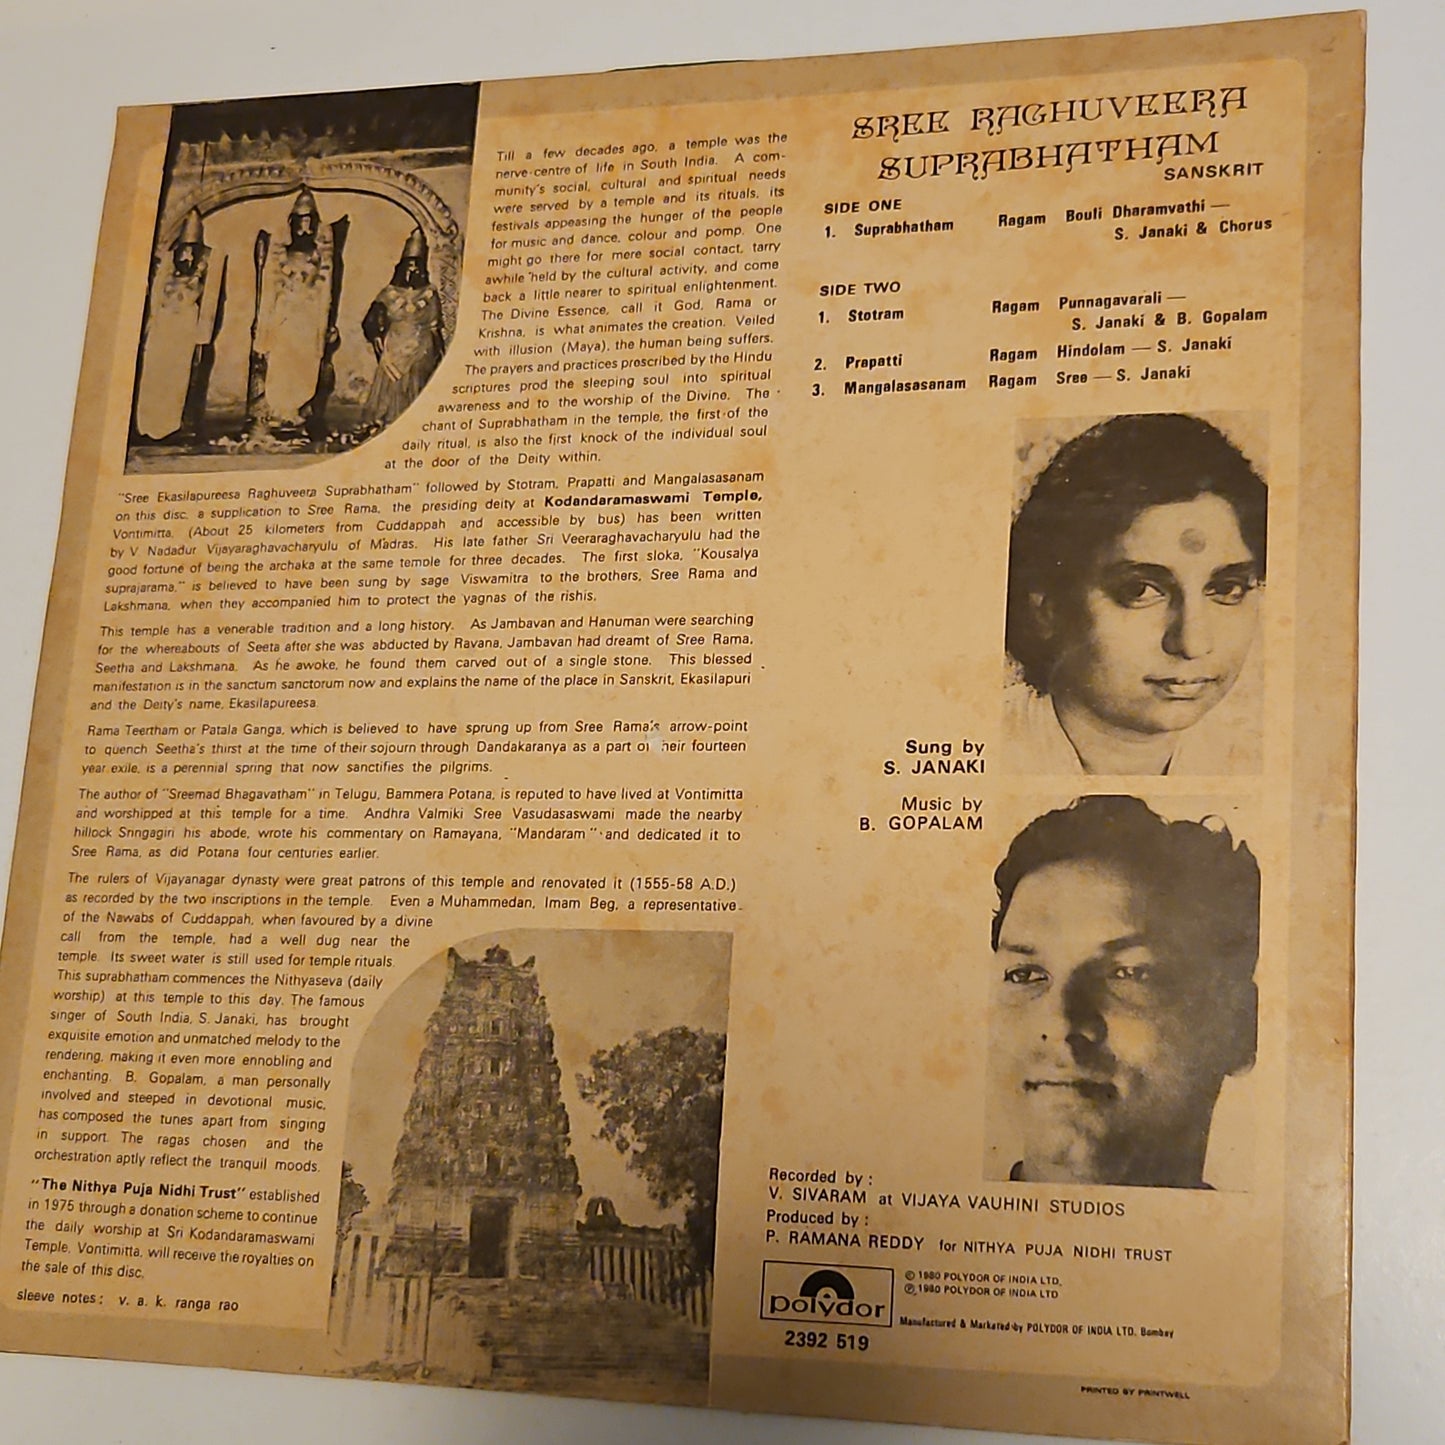 Till a few decades ago, a temple was the
nerve-centre of life in South India. A com-
munity's social, cultural and spiritual needs
were served by a temple and its rituals, its
festivals appeasing the hunger of the people
for music and dance, colour and pomp. One
might go there for mere social contact, tarry
awhile held by the cultural activity, and come
back a little nearer to spiritual enlightenment.
The Divine Essence, call it God, Rama or
Krishna, is what animates the creation. Veiled
with illusion (Maya), the human being suffers.
The prayers and practices prescribed by the Hindu
scriptures prod the sleeping soul into spiritual
awareness and to the worship of the Divine. The
chant of Suprabhatham in the temple, the first of the
daily ritual, is also the first knock of the individual soul
at the door of the Deity within.
"Sree Ekasilapureesa Raghuveera Suprabhatham" followed by Stotram, Prapatti and Mangalasasanam
on this disc, a supplication to Sree Rama, the presiding deity at Kodandaramaswami Temple,
Vontimitta, (About 25 kilometers from Cuddappah and accessible by bus) has been written
by V. Nadadur Vijayaraghavacharyulu of Madras. His late father Sri Veeraraghavacharyulu had the
good fortune of being the archaka at the same temple for three decades. The first sloka, "Kousalya
suprajarama," is believed to have been sung by sage Viswamitra to the brothers, Sree Rama and
Lakshmana, when they accompanied him to protect the yagnas of the rishis.
This temple has a venerable tradition and a long history. As Jambavan and Hanuman were searching
for the whereabouts of Seeta after she was abducted by Ravana, Jambavan had dreamt of Sree Rama,
Seetha and Lakshmana. As he awoke, he found them carved out of a single stone. This blessed
manifestation is in the sanctum sanctorum now and explains the name of the place in Sanskrit, Ekasilapuri
and the Deity's name, Ekasilapureesa.
Rama Teertham or Patala Ganga, which is believed to have sprung up from Sree Rama's arrow-point
to quench Seetha's thirst at the time of their sojourn through Dandakaranya as a part of heir fourteen
year exile, is a perennial spring that now sanctifies the pilgrims.
The author of "Sreemad Bhagavatham" in Telugu, Bammera Potana, is reputed to have lived at Vontimitta
and worshipped at this temple for a time. Andhra Valmiki Sree Vasudasaswami made the nearby
hillock Sringagiri his abode, wrote his commentary on Ramayana, "Mandaram" and dedicated it to
Sree Rama, as did Potana four centuries earlier.
The rulers of Vijayanagar dynasty were great patrons of this temple and renovated it (1555-58 A.D.)
as recorded by the two inscriptions in the temple. Even a Muhammedan, Imam Beg, a representative
of the Nawabs of Cuddappah, when favoured by a divine
call from the temple, had a well dug near the
temple. Its sweet water is still used for temple rituals.
This suprabhatham commences the Nithyaseva (daily
worship) at this temple to this day. The famous
singer of South India, S. Janaki, has brought
exquisite emotion and unmatched melody to the
rendering, making it even more ennobling and
enchanting. B. Gopalam, a man personally
involved and steeped in devotional music,
has composed the tunes apart from singing
in support. The ragas chosen and the
orchestration aptly reflect the tranquil moods.
"The Nithya Puja Nidhi Trust" established
in 1975 through a donation scheme to continue
the daily worship at Sri Kodandaramaswami
Temple, Vontimitta, will receive the royalties on
the sale of this disc.
sleeve notes: v. a. k. ranga rao
SREE RAGHUVEERA
SUPRABHATHAM
SANSKRIT
SIDE ONE
1. Suprabhatham Ragam Bouli Dharamvathi —
S. Janaki & Chorus
SIDE TWO
1. Stotram Ragam Punnagavarali —
S. Janaki & B. Gopalam
2. Prapatti Ragam Hindolam — S. Janaki
3. Mangalasasanam Ragam Sree — S. Janaki
Sung by
S. JANAKI
Music by
B. GOPALAM
Recorded by :
V. SIVARAM at VIJAYA VAUHINI STUDIOS
Produced by :
P. RAMANA REDDY for NITHYA PUJA NIDHI TRUST
polydor
2392 519
© 1980 POLYDOR OF INDIA LTD.
℗ 1980 POLYDOR OF INDIA LTD
Manufactured & Marketed by POLYDOR OF INDIA LTD. Bombay
PRINTED BY PRINTWELL